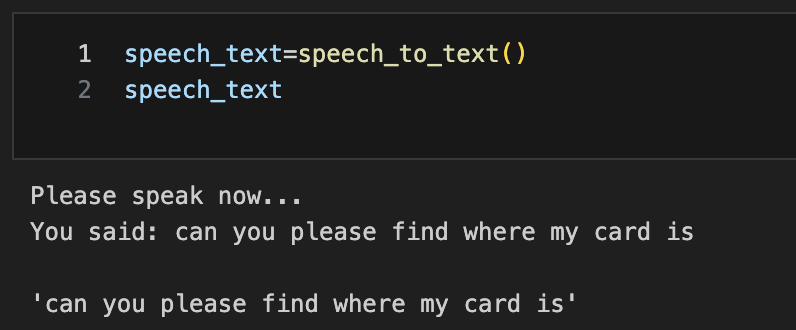 1 speech_text=speech_to_text()
2 speech_text
Please speak now...
You said: can you please find where my card is
'can you please find where my card is'